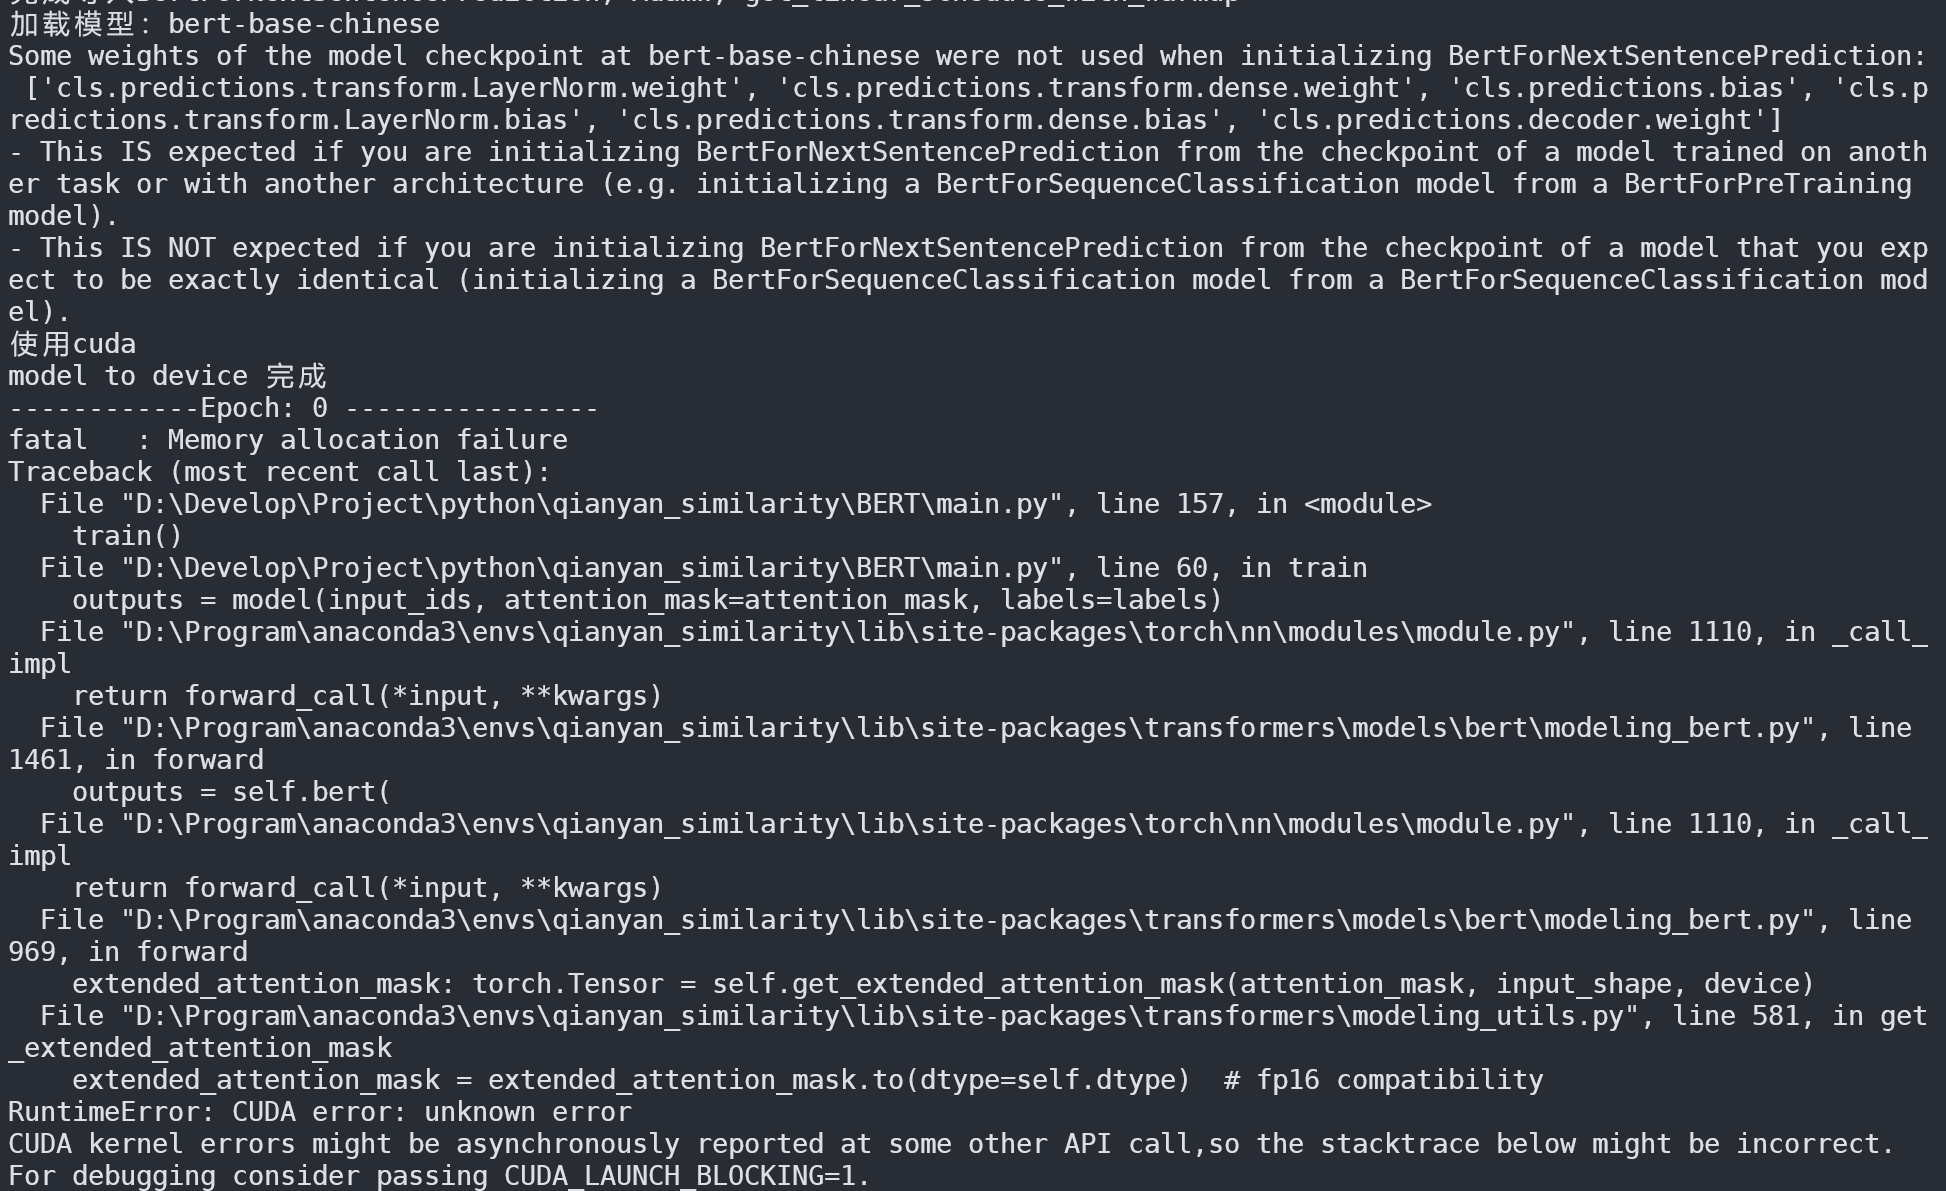 加载模型：bert-base-chinese
Some weights of the model checkpoint at bert-base-chinese were not used when initializing BertForNextSentencePrediction:
 ['cls.predictions.transform.LayerNorm.weight', 'cls.predictions.transform.dense.weight', 'cls.predictions.bias', 'cls.p
redictions.transform.LayerNorm.bias', 'cls.predictions.transform.dense.bias', 'cls.predictions.decoder.weight']
- This IS expected if you are initializing BertForNextSentencePrediction from the checkpoint of a model trained on anoth
er task or with another architecture (e.g. initializing a BertForSequenceClassification model from a BertForPreTraining
model).
- This IS NOT expected if you are initializing BertForNextSentencePrediction from the checkpoint of a model that you exp
ect to be exactly identical (initializing a BertForSequenceClassification model from a BertForSequenceClassification mod
el).
使用cuda
model to device 完成
------------Epoch: 0 ----------------
fatal   : Memory allocation failure
Traceback (most recent call last):
  File "D:\Develop\Project\python\qianyan_similarity\BERT\main.py", line 157, in <module>
    train()
  File "D:\Develop\Project\python\qianyan_similarity\BERT\main.py", line 60, in train
    outputs = model(input_ids, attention_mask=attention_mask, labels=labels)
  File "D:\Program\anaconda3\envs\qianyan_similarity\lib\site-packages\torch\nn\modules\module.py", line 1110, in _call_
impl
    return forward_call(*input, **kwargs)
  File "D:\Program\anaconda3\envs\qianyan_similarity\lib\site-packages\transformers\models\bert\modeling_bert.py", line
1461, in forward
    outputs = self.bert(
  File "D:\Program\anaconda3\envs\qianyan_similarity\lib\site-packages\torch\nn\modules\module.py", line 1110, in _call_
impl
    return forward_call(*input, **kwargs)
  File "D:\Program\anaconda3\envs\qianyan_similarity\lib\site-packages\transformers\models\bert\modeling_bert.py", line
969, in forward
    extended_attention_mask: torch.Tensor = self.get_extended_attention_mask(attention_mask, input_shape, device)
  File "D:\Program\anaconda3\envs\qianyan_similarity\lib\site-packages\transformers\modeling_utils.py", line 581, in get
_extended_attention_mask
    extended_attention_mask = extended_attention_mask.to(dtype=self.dtype)  # fp16 compatibility
RuntimeError: CUDA error: unknown error
CUDA kernel errors might be asynchronously reported at some other API call,so the stacktrace below might be incorrect.
For debugging consider passing CUDA_LAUNCH_BLOCKING=1.